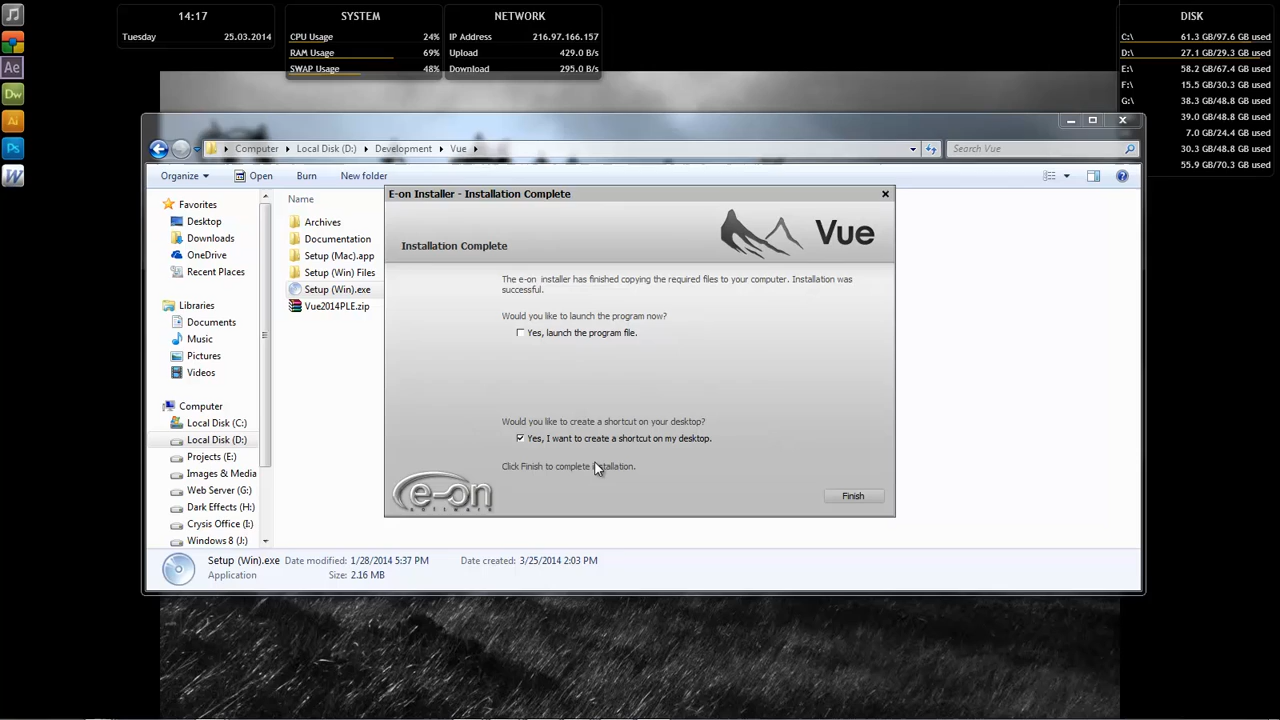 14:17
Tuesday 25.03.2014
SYSTEM
CPU Usage 24%
RAM Usage 69%
SWAP Usage 48%
NETWORK
IP Address 216.97.166.157
Upload 429.0 B/s
Download 295.0 B/s
DISK
C:\ 61.3 GB/97.6 GB used
D:\ 27.1 GB/29.3 GB used
E:\ 58.2 GB/67.4 GB used
F:\ 15.5 GB/30.3 GB used
G:\ 38.3 GB/48.8 GB used
39.0 GB/48.8 GB used
7.0 GB/24.4 GB used
30.3 GB/48.8 GB used
55.9 GB/70.3 GB used
Ae
Dw
Ai
Ps
W
Computer Local Disk (D:) Development Vue
Search Vue
Organize Open Burn New folder
Favorites
Desktop
Downloads
OneDrive
Recent Places
Libraries
Documents
Music
Pictures
Videos
Computer
Local Disk (C:)
Local Disk (D:)
Projects (E:)
Images & Media
Web Server (G:)
Dark Effects (H:)
Crysis Office (I:)
Windows 8 (J:)
Name
Archives
Documentation
Setup (Mac).app
Setup (Win) Files
Setup (Win).exe
Vue2014PLE.zip
E-on Installer - Installation Complete
Installation Complete
Vue
The e-on installer has finished copying the required files to your computer. Installation was
successful.
Would you like to launch the program now?
Yes, launch the program file.
Would you like to create a shortcut on your desktop?
Yes, I want to create a shortcut on my desktop.
Click Finish to complete installation.
e-on
software
Finish
Setup (Win).exe Date modified: 1/28/2014 5:37 PM Date created: 3/25/2014 2:03 PM
Application Size: 2.16 MB